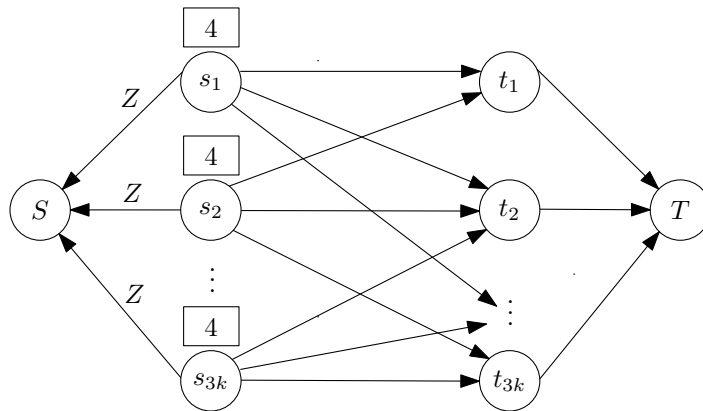 4
Z s₁ t₁
4
S Z s₂ t₂ T
⋮
Z 4 ⋮
s₃ₖ t₃ₖ